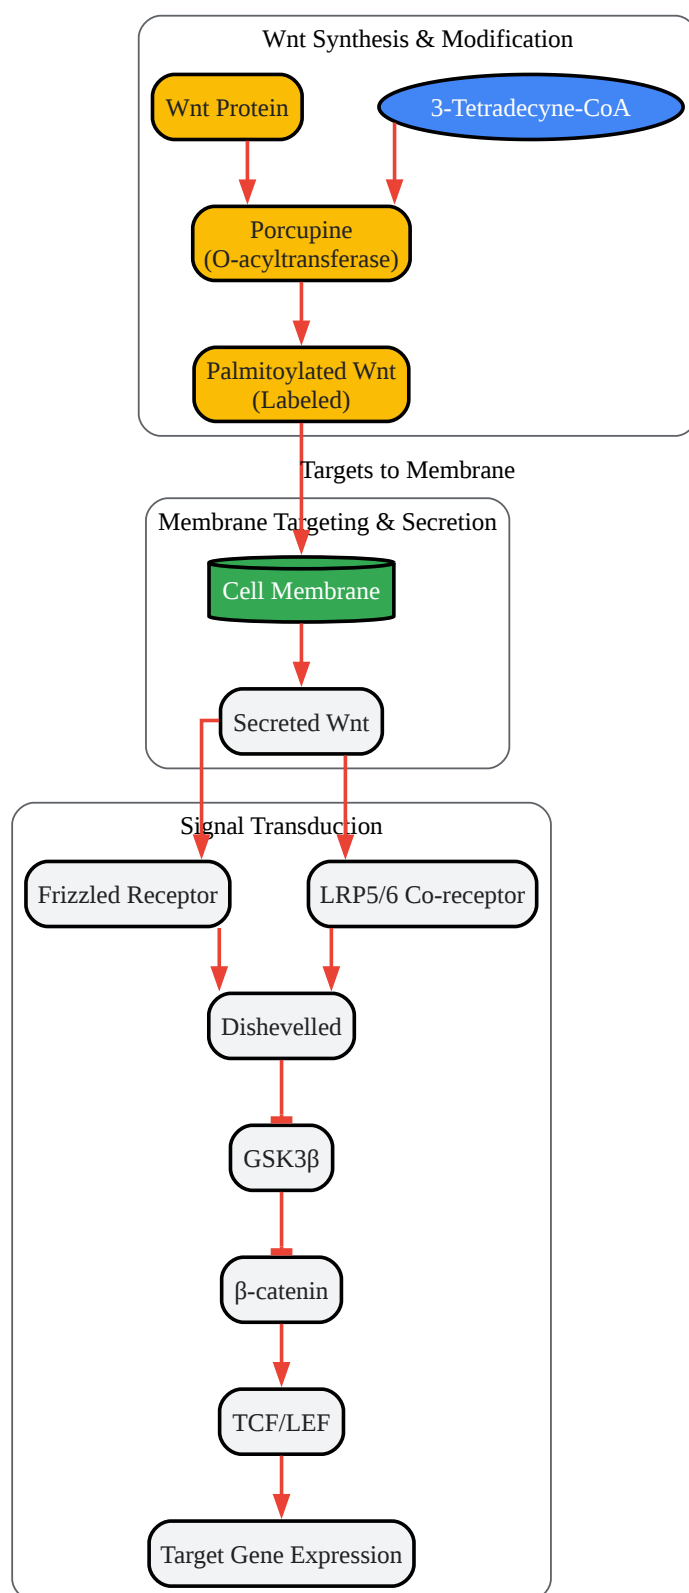 Wnt Synthesis & Modification
Wnt Protein
3-Tetradecyne-CoA
Porcupine
(O-acyltransferase)
Palmitoylated Wnt
(Labeled)
Targets to Membrane
Membrane Targeting & Secretion
Cell Membrane
Secreted Wnt
Signal Transduction
Frizzled Receptor
LRP5/6 Co-receptor
Dishevelled
GSK3β
β-catenin
TCF/LEF
Target Gene Expression